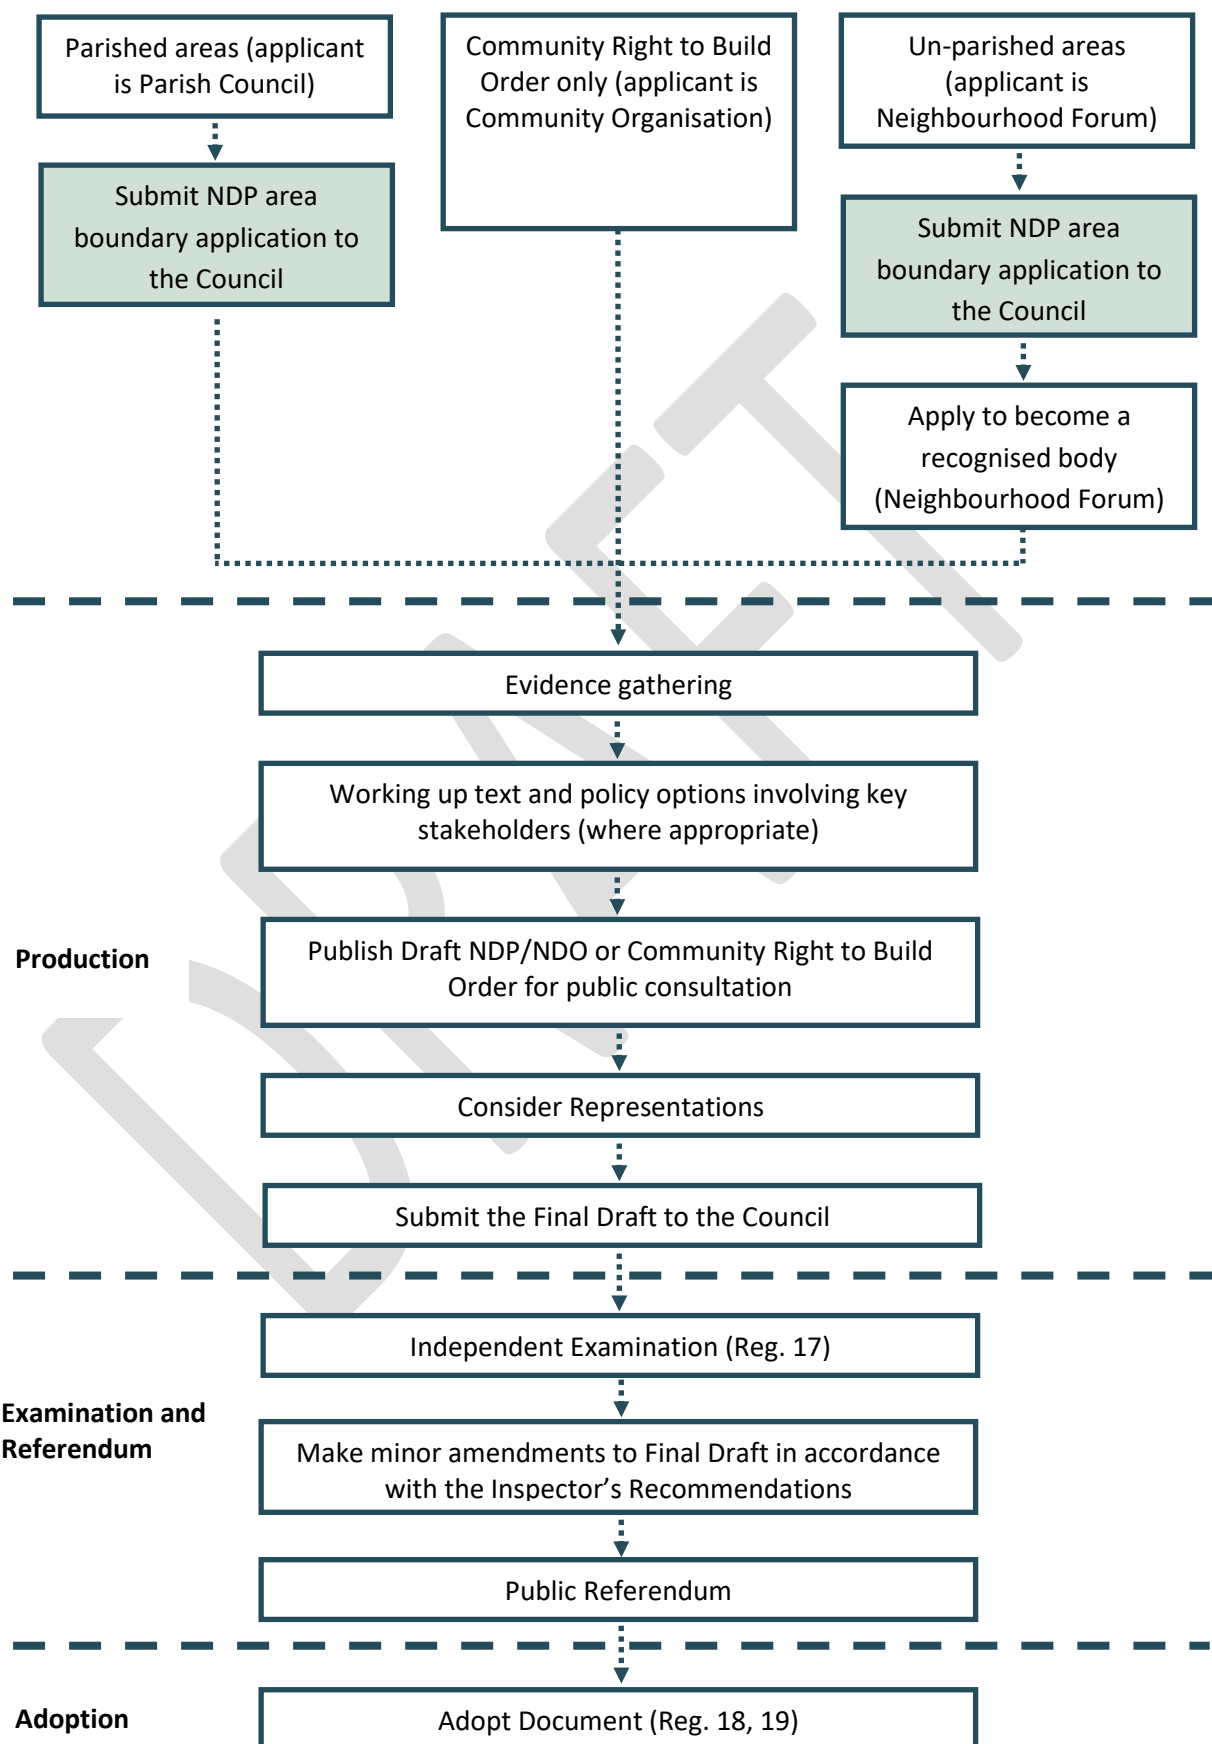 Parished areas (applicant
is Parish Council)
Community Right to Build
Order only (applicant is
Community Organisation)
Un-parished areas
(applicant is
Neighbourhood Forum)
Submit NDP area
boundary application to
the Council
Submit NDP area
boundary application to
the Council
Apply to become a
recognised body
(Neighbourhood Forum)
DRAFT
Evidence gathering
Working up text and policy options involving key
stakeholders (where appropriate)
Production
Publish Draft NDP/NDO or Community Right to Build
Order for public consultation
Consider Representations
Submit the Final Draft to the Council
Independent Examination (Reg. 17)
Examination and
Referendum
Make minor amendments to Final Draft in accordance
with the Inspector’s Recommendations
Public Referendum
Adoption
Adopt Document (Reg. 18, 19)